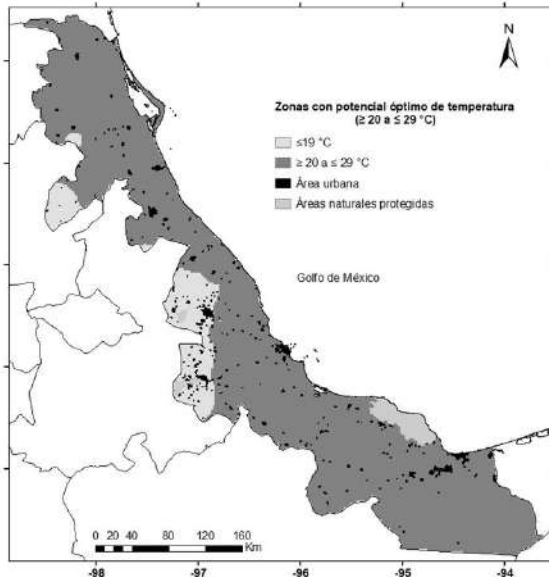 N
Zonas con potencial óptimo de temperatura
(≥ 20 a ≤ 29 °C)
≤19 °C
≥ 20 a ≤ 29 °C
Área urbana
Áreas naturales protegidas
Golfo de México
0 20 40 80 120 160
Km
-98 -97 -96 -95 -94